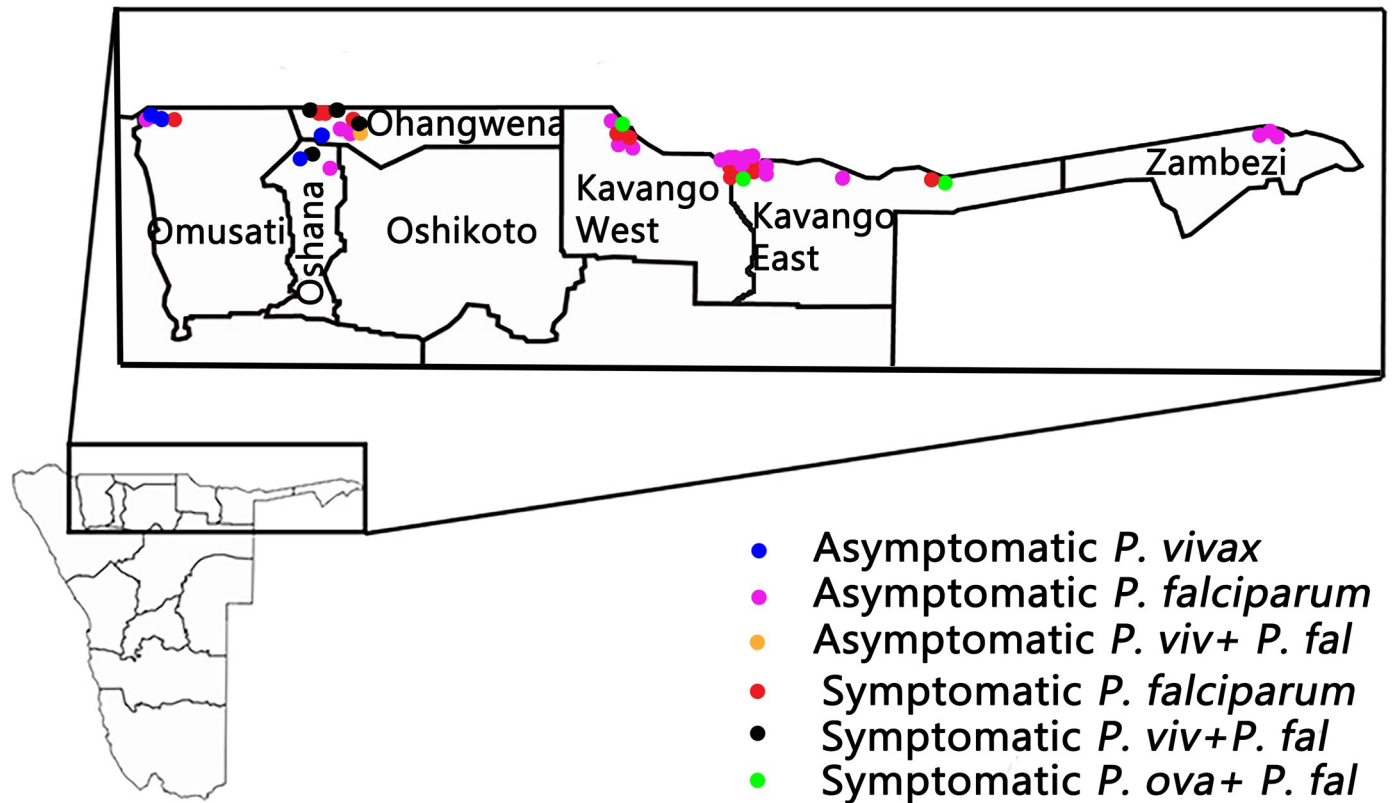 Ohangwena
Zambezi
Kavango
West
Kavango
East
Omusati
Oshana
Oshikoto
Asymptomatic P. vivax
Asymptomatic P. falciparum
Asymptomatic P. viv+ P. fal
Symptomatic P. falciparum
Symptomatic P. viv+P. fal
Symptomatic P. ova+ P. fal